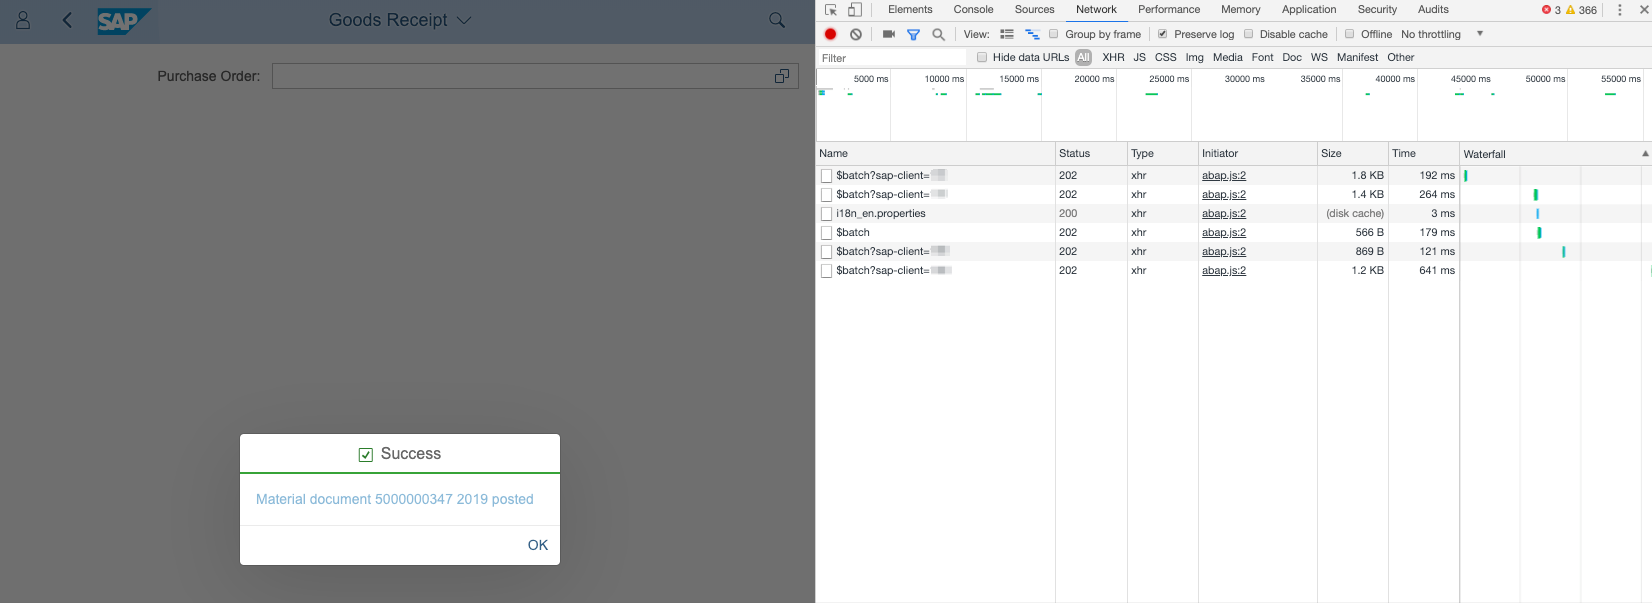 SAP
Goods Receipt
Purchase Order:
Success
Material document 5000000347 2019 posted
OK
Elements Console Sources Network Performance Memory Application Security Audits 3 366
View: Group by frame Preserve log Disable cache Offline No throttling
Filter Hide data URLs All XHR JS CSS Img Media Font Doc WS Manifest Other
5000 ms 10000 ms 15000 ms 20000 ms 25000 ms 30000 ms 35000 ms 40000 ms 45000 ms 50000 ms 55000 ms
Name Status Type Initiator Size Time Waterfall
$batch?sap-client= 202 xhr abap.js:2 1.8 KB 192 ms
$batch?sap-client= 202 xhr abap.js:2 1.4 KB 264 ms
i18n_en.properties 200 xhr abap.js:2 (disk cache) 3 ms
$batch 202 xhr abap.js:2 566 B 179 ms
$batch?sap-client= 202 xhr abap.js:2 869 B 121 ms
$batch?sap-client= 202 xhr abap.js:2 1.2 KB 641 ms